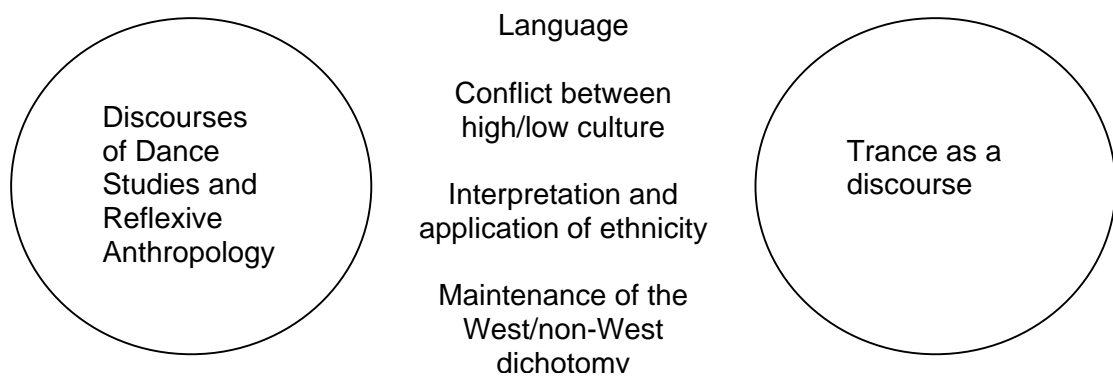 Discourses
of Dance
Studies and
Reflexive
Anthropology
Language
Conflict between
high/low culture
Interpretation and
application of ethnicity
Maintenance of the
West/non-West
dichotomy
Trance as a
discourse